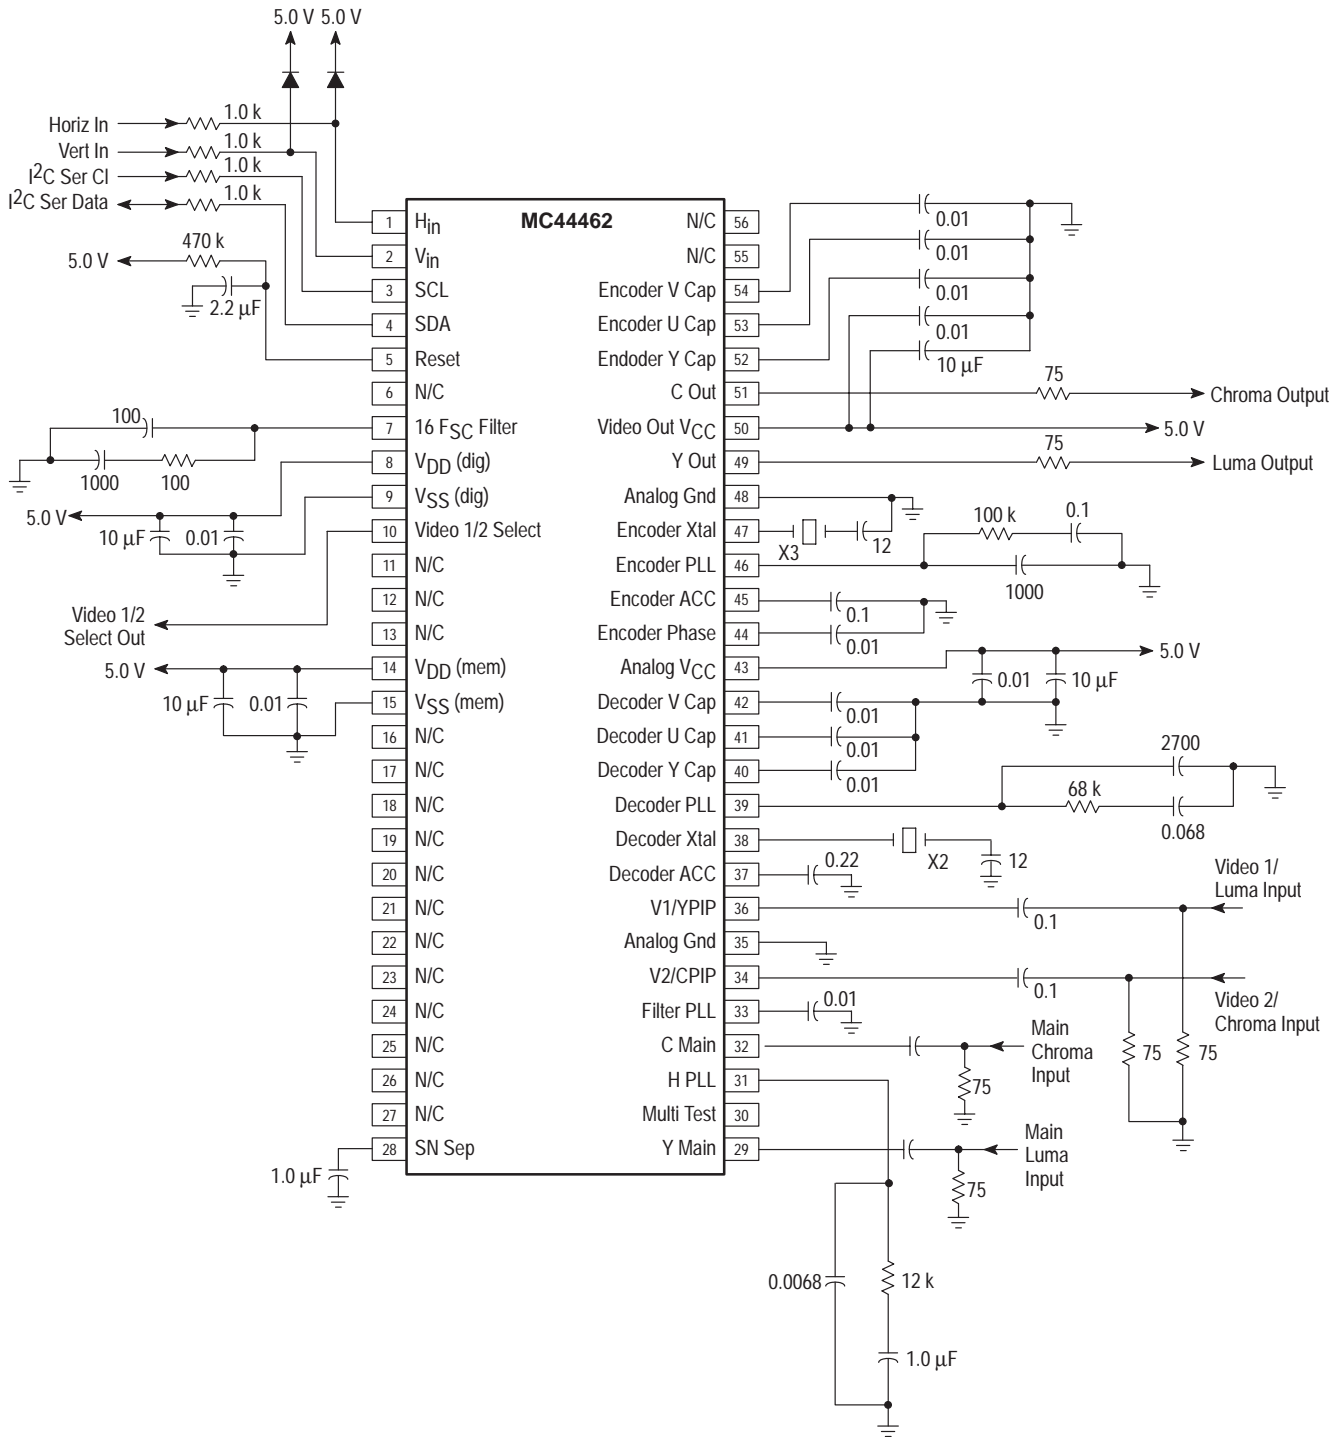 5.0 V 5.0 V
Horiz In
1.0 k
Vert In
1.0 k
I2C Ser Cl
1.0 k
I2C Ser Data
1.0 k
470 k
5.0 V
2.2 µF
100
1000
100
5.0 V
10 µF
0.01
Video 1/2
Select Out
5.0 V
10 µF
0.01
1.0 µF
MC44462
1 Hin
2 Vin
3 SCL
4 SDA
5 Reset
6 N/C
7 16 FSC Filter
8 VDD (dig)
9 VSS (dig)
10 Video 1/2 Select
11 N/C
12 N/C
13 N/C
14 VDD (mem)
15 VSS (mem)
16 N/C
17 N/C
18 N/C
19 N/C
20 N/C
21 N/C
22 N/C
23 N/C
24 N/C
25 N/C
26 N/C
27 N/C
28 SN Sep
N/C 56
N/C 55
Encoder V Cap 54
Encoder U Cap 53
Endoder Y Cap 52
C Out 51
Video Out VCC 50
Y Out 49
Analog Gnd 48
Encoder Xtal 47
Encoder PLL 46
Encoder ACC 45
Encoder Phase 44
Analog VCC 43
Decoder V Cap 42
Decoder U Cap 41
Decoder Y Cap 40
Decoder PLL 39
Decoder Xtal 38
Decoder ACC 37
V1/YPIP 36
Analog Gnd 35
V2/CPIP 34
Filter PLL 33
C Main 32
H PLL 31
Multi Test 30
Y Main 29
0.01
0.01
0.01
0.01
10 µF
75
Chroma Output
5.0 V
75
Luma Output
X3
12
100 k
0.1
1000
0.1
0.01
5.0 V
0.01
10 µF
0.01
0.01
0.01
2700
68 k
0.068
X2
12
0.22
Video 1/
Luma Input
0.1
0.1
Video 2/
Chroma Input
0.01
75
75
Main
Chroma
Input
75
Main
Luma
Input
75
0.0068
12 k
1.0 µF